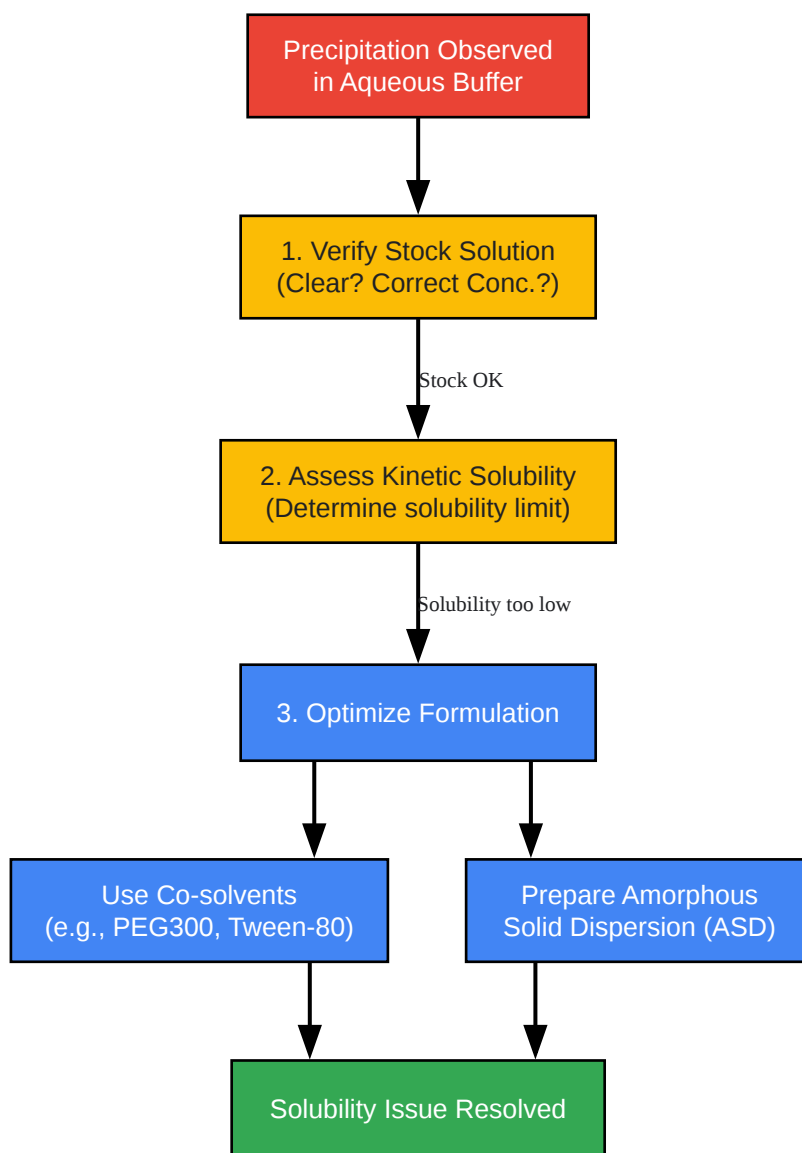 Precipitation Observed
in Aqueous Buffer
1. Verify Stock Solution
(Clear? Correct Conc.?)
Stock OK
2. Assess Kinetic Solubility
(Determine solubility limit)
Solubility too low
3. Optimize Formulation
Use Co-solvents
(e.g., PEG300, Tween-80)
Prepare Amorphous
Solid Dispersion (ASD)
Solubility Issue Resolved